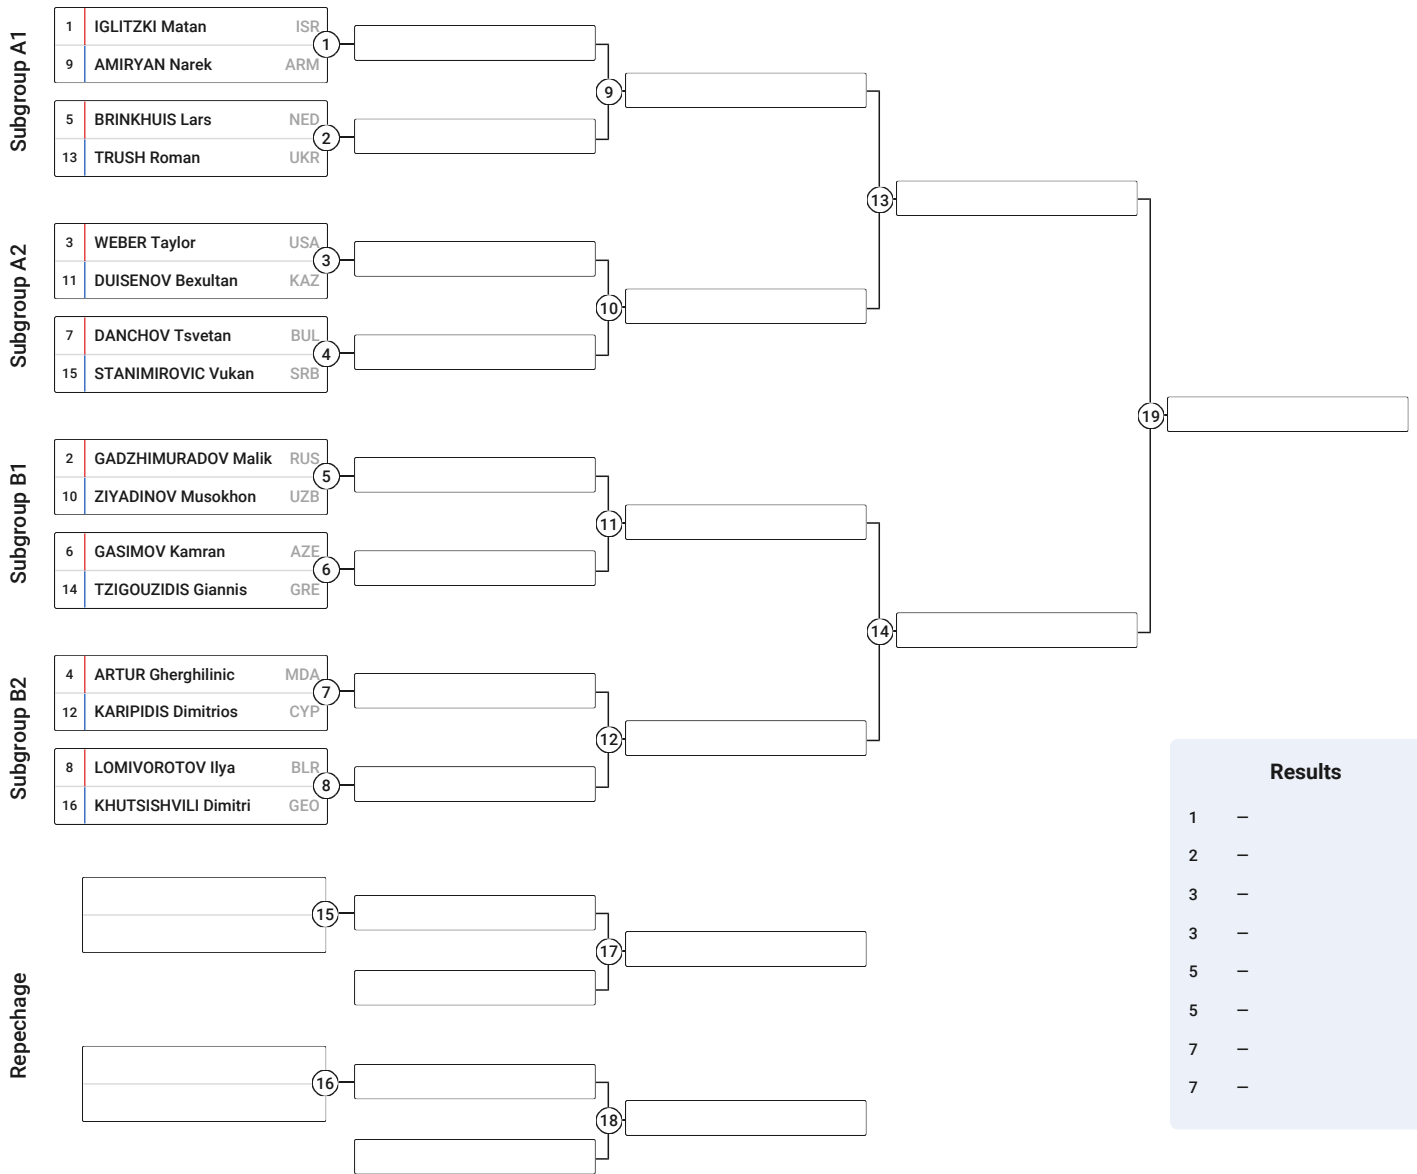 Subgroup A1
1 IGLITZKI Matan ISR
9 AMIRYAN Narek ARM
1
5 BRINKHUIS Lars NED
13 TRUSH Roman UKR
2
9
Subgroup A2
3 WEBER Taylor USA
11 DUISENOV Bexultan KAZ
3
7 DANCHOV Tsvetan BUL
15 STANIMIROVIC Vukan SRB
4
10
13
Subgroup B1
2 GADZHIMURADOV Malik RUS
10 ZIYADINOV Musokhon UZB
5
6 GASIMOV Kamran AZE
14 TZIGOUZIDIS Giannis GRE
6
11
Subgroup B2
4 ARTUR Gherghilinic MDA
12 KARIPIDIS Dimitrios CYP
7
8 LOMIVOROTOV Ilya BLR
16 KHUTSISHVILI Dimitri GEO
8
12
14
19
Repechage
15
17
16
18
Results
1 –
2 –
3 –
3 –
5 –
5 –
7 –
7 –